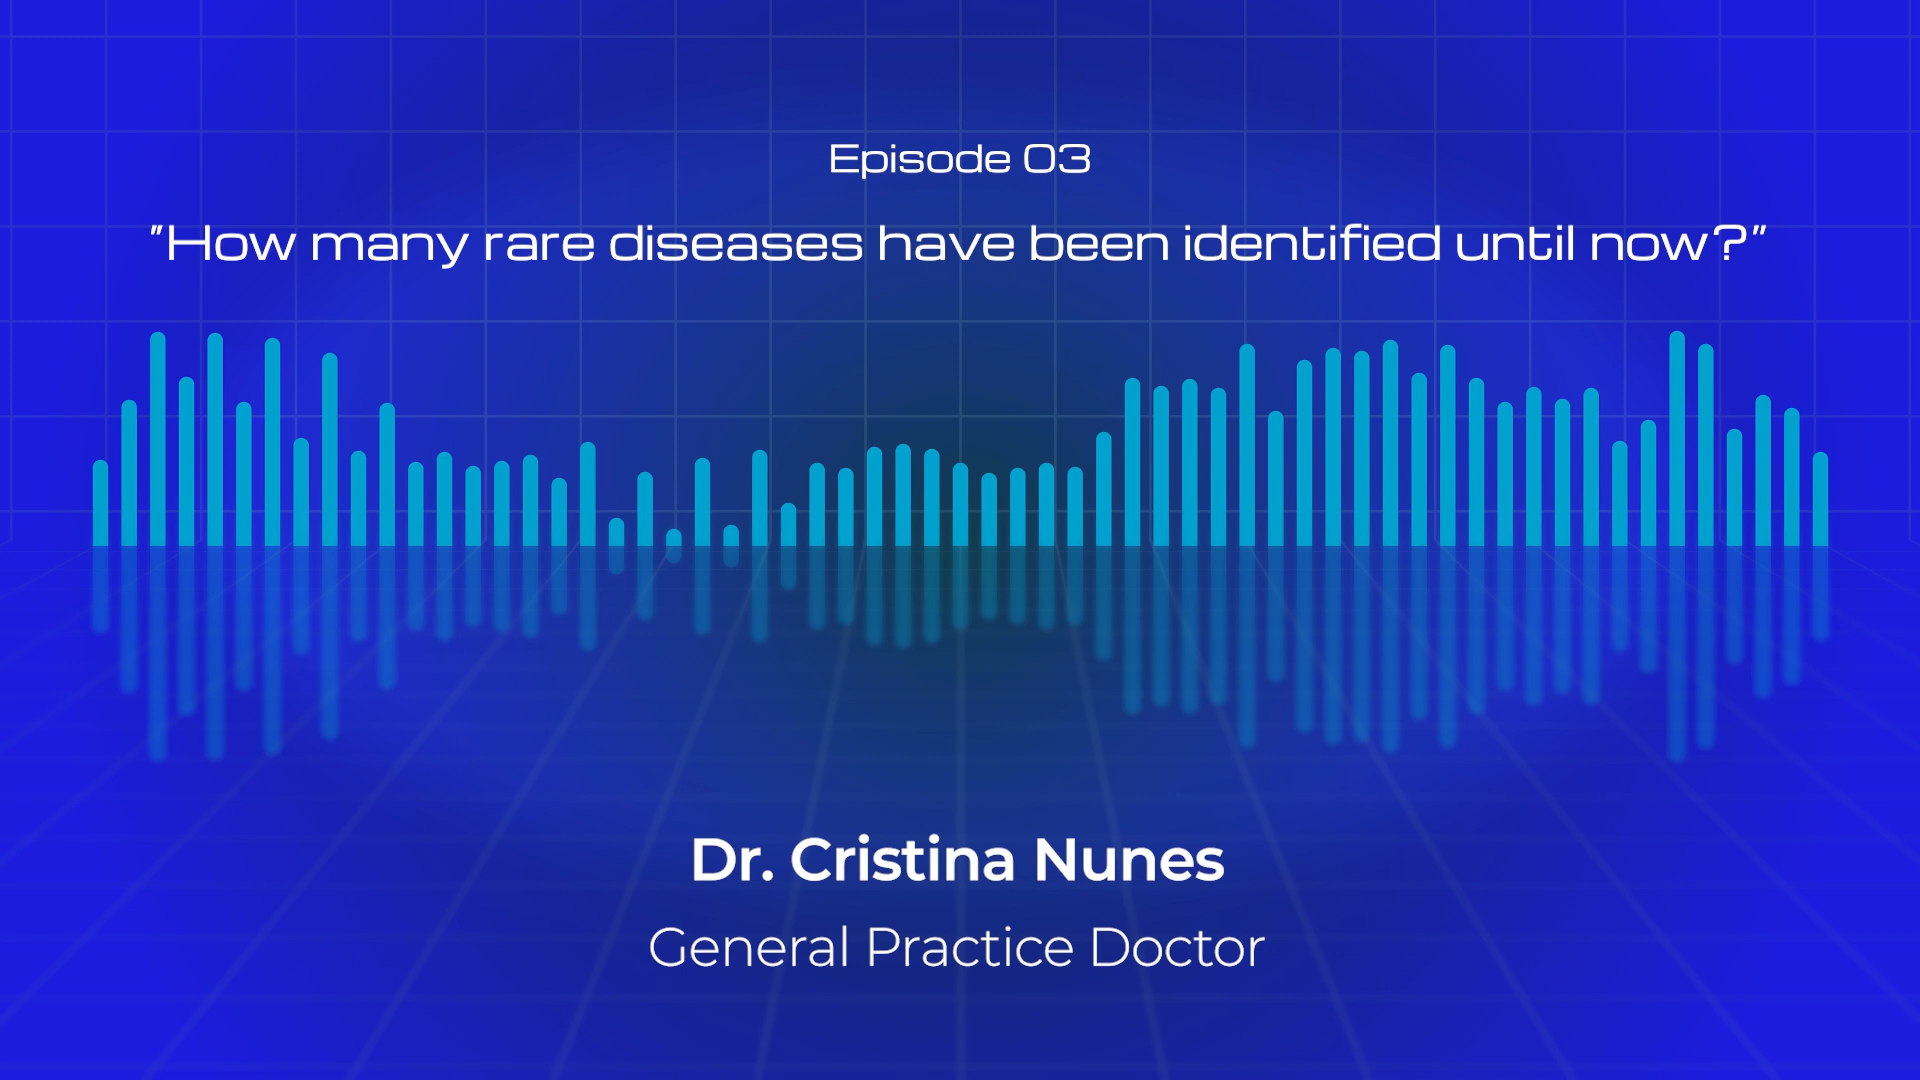 Episode 03
"How many rare diseases have been identified until now?"
Dr. Cristina Nunes
General Practice Doctor